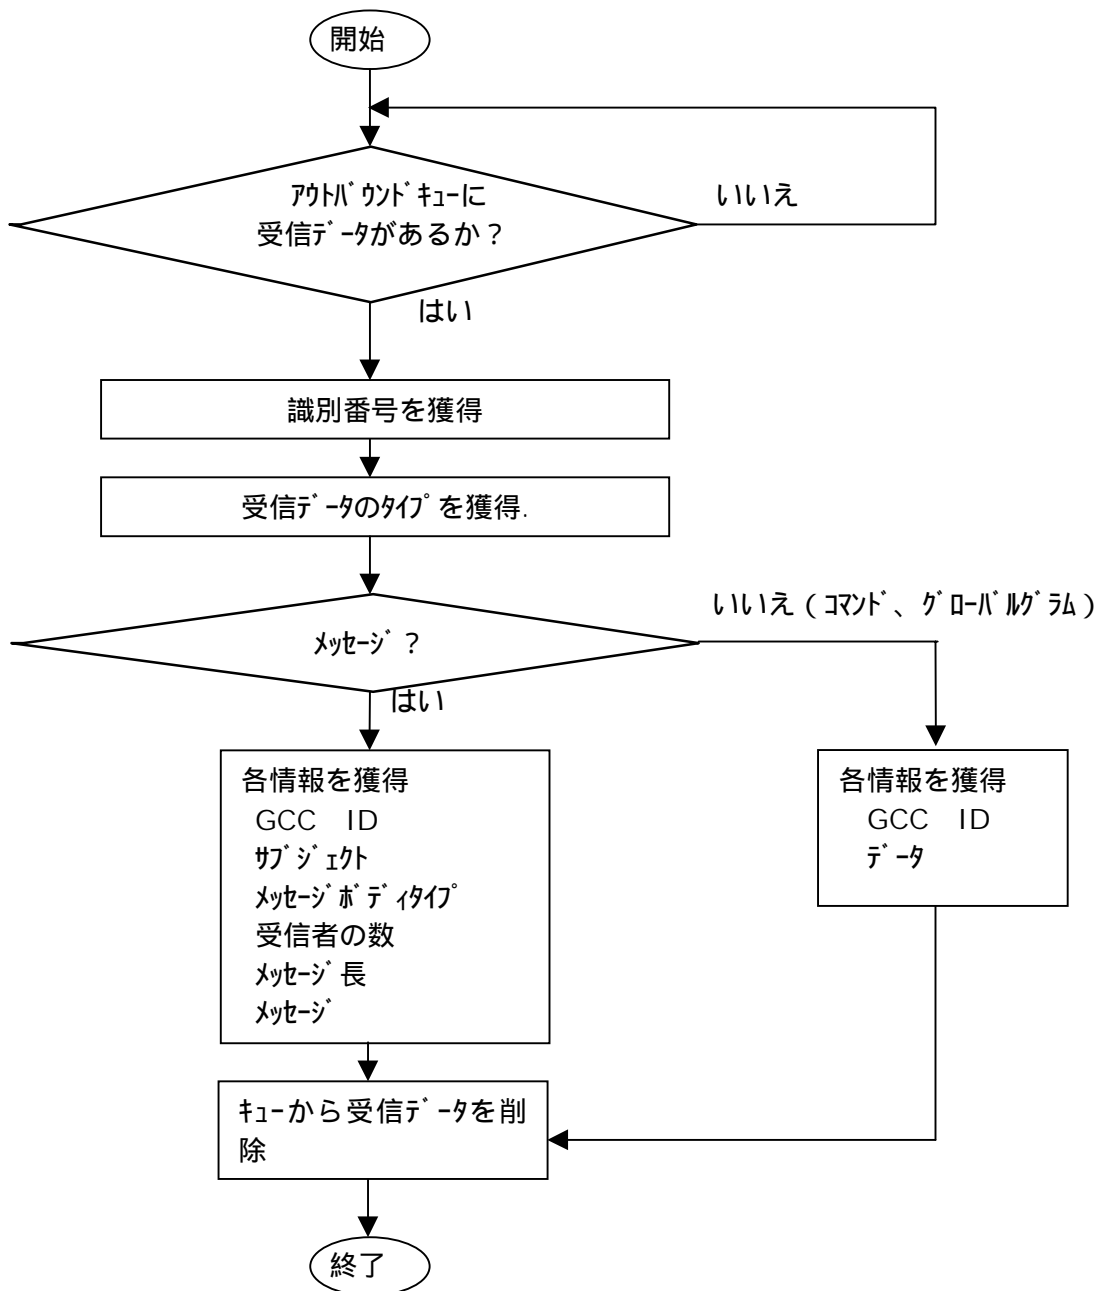 開始
ｱｳﾄﾊﾞｳﾝﾄﾞｷｭｰに
受信ﾃﾞｰﾀがあるか？
いいえ
はい
識別番号を獲得
受信ﾃﾞｰﾀのﾀｲﾌﾟを獲得.
ﾒｯｾｰｼﾞ？
いいえ（ｺﾏﾝﾄﾞ、ｸﾞﾛｰﾊﾞﾙｸﾞﾗﾑ）
はい
各情報を獲得
GCC　ID
ｻﾌﾞｼﾞｪｸﾄ
ﾒｯｾｰｼﾞﾎﾞﾃﾞｨﾀｲﾌﾟ
受信者の数
ﾒｯｾｰｼﾞ長
ﾒｯｾｰｼﾞ
各情報を獲得
GCC　ID
ﾃﾞｰﾀ
ｷｭｰから受信ﾃﾞｰﾀを削
除
終了